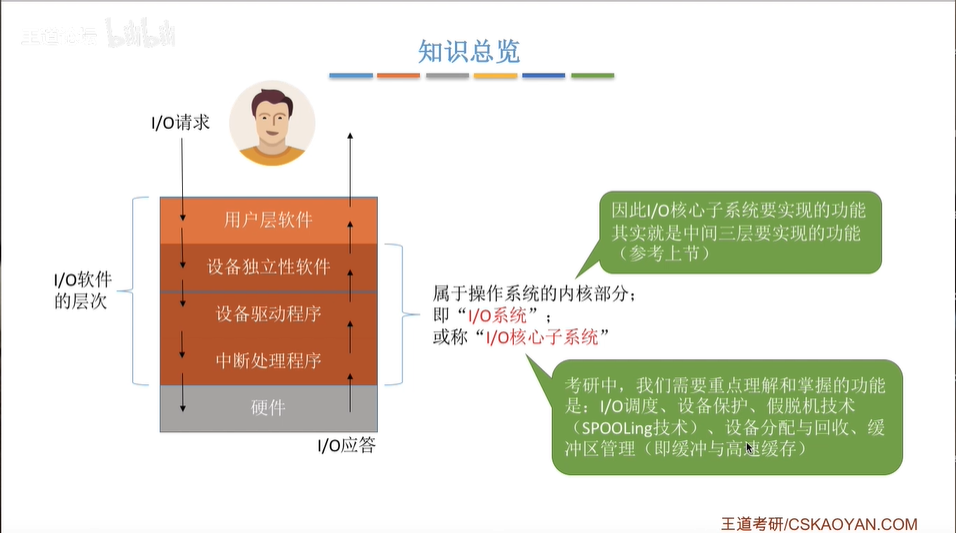 王道考研 bilibili
知识总览
I/O请求
用户层软件
设备独立性软件
设备驱动程序
中断处理程序
硬件
I/O应答
I/O软件
的层次
属于操作系统的内核部分；
即“I/O系统”；
或称“I/O核心子系统”
因此I/O核心子系统要实现的功能
其实就是中间三层要实现的功能
（参考上节）
考研中，我们需要重点理解和掌握的功能
是：I/O调度、设备保护、假脱机技术
（SPOOLing技术）、设备分配与回收、缓
冲区管理（即缓冲与高速缓存）
王道考研/CSKAOYAN.COM